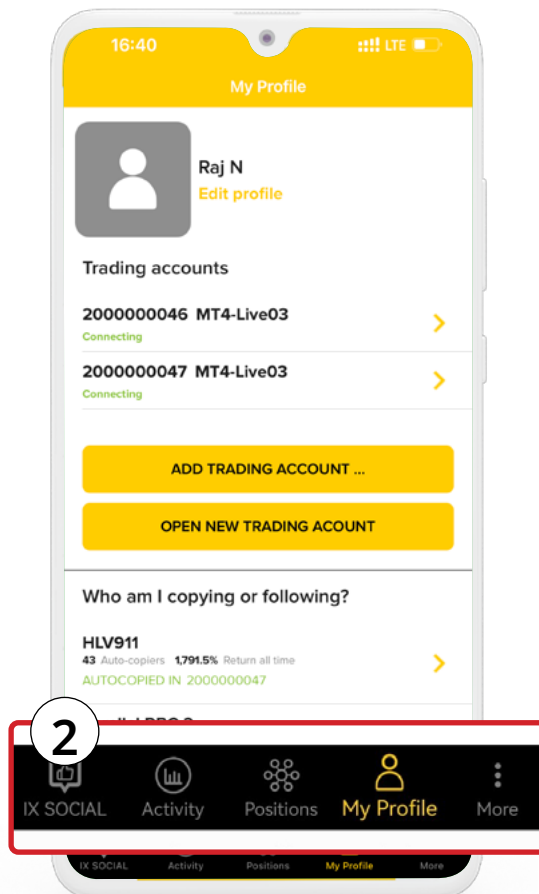 16:40
LTE
My Profile
Raj N
Edit profile
Trading accounts
2000000046 MT4-Live03
Connecting
2000000047 MT4-Live03
Connecting
ADD TRADING ACCOUNT ...
OPEN NEW TRADING ACOUNT
Who am I copying or following?
HLV911
43 Auto-copiers 1,791.5% Return all time
AUTOCOPIED IN 2000000047
2
IX SOCIAL Activity Positions My Profile More
IX SOCIAL Activity Positions My Profile More